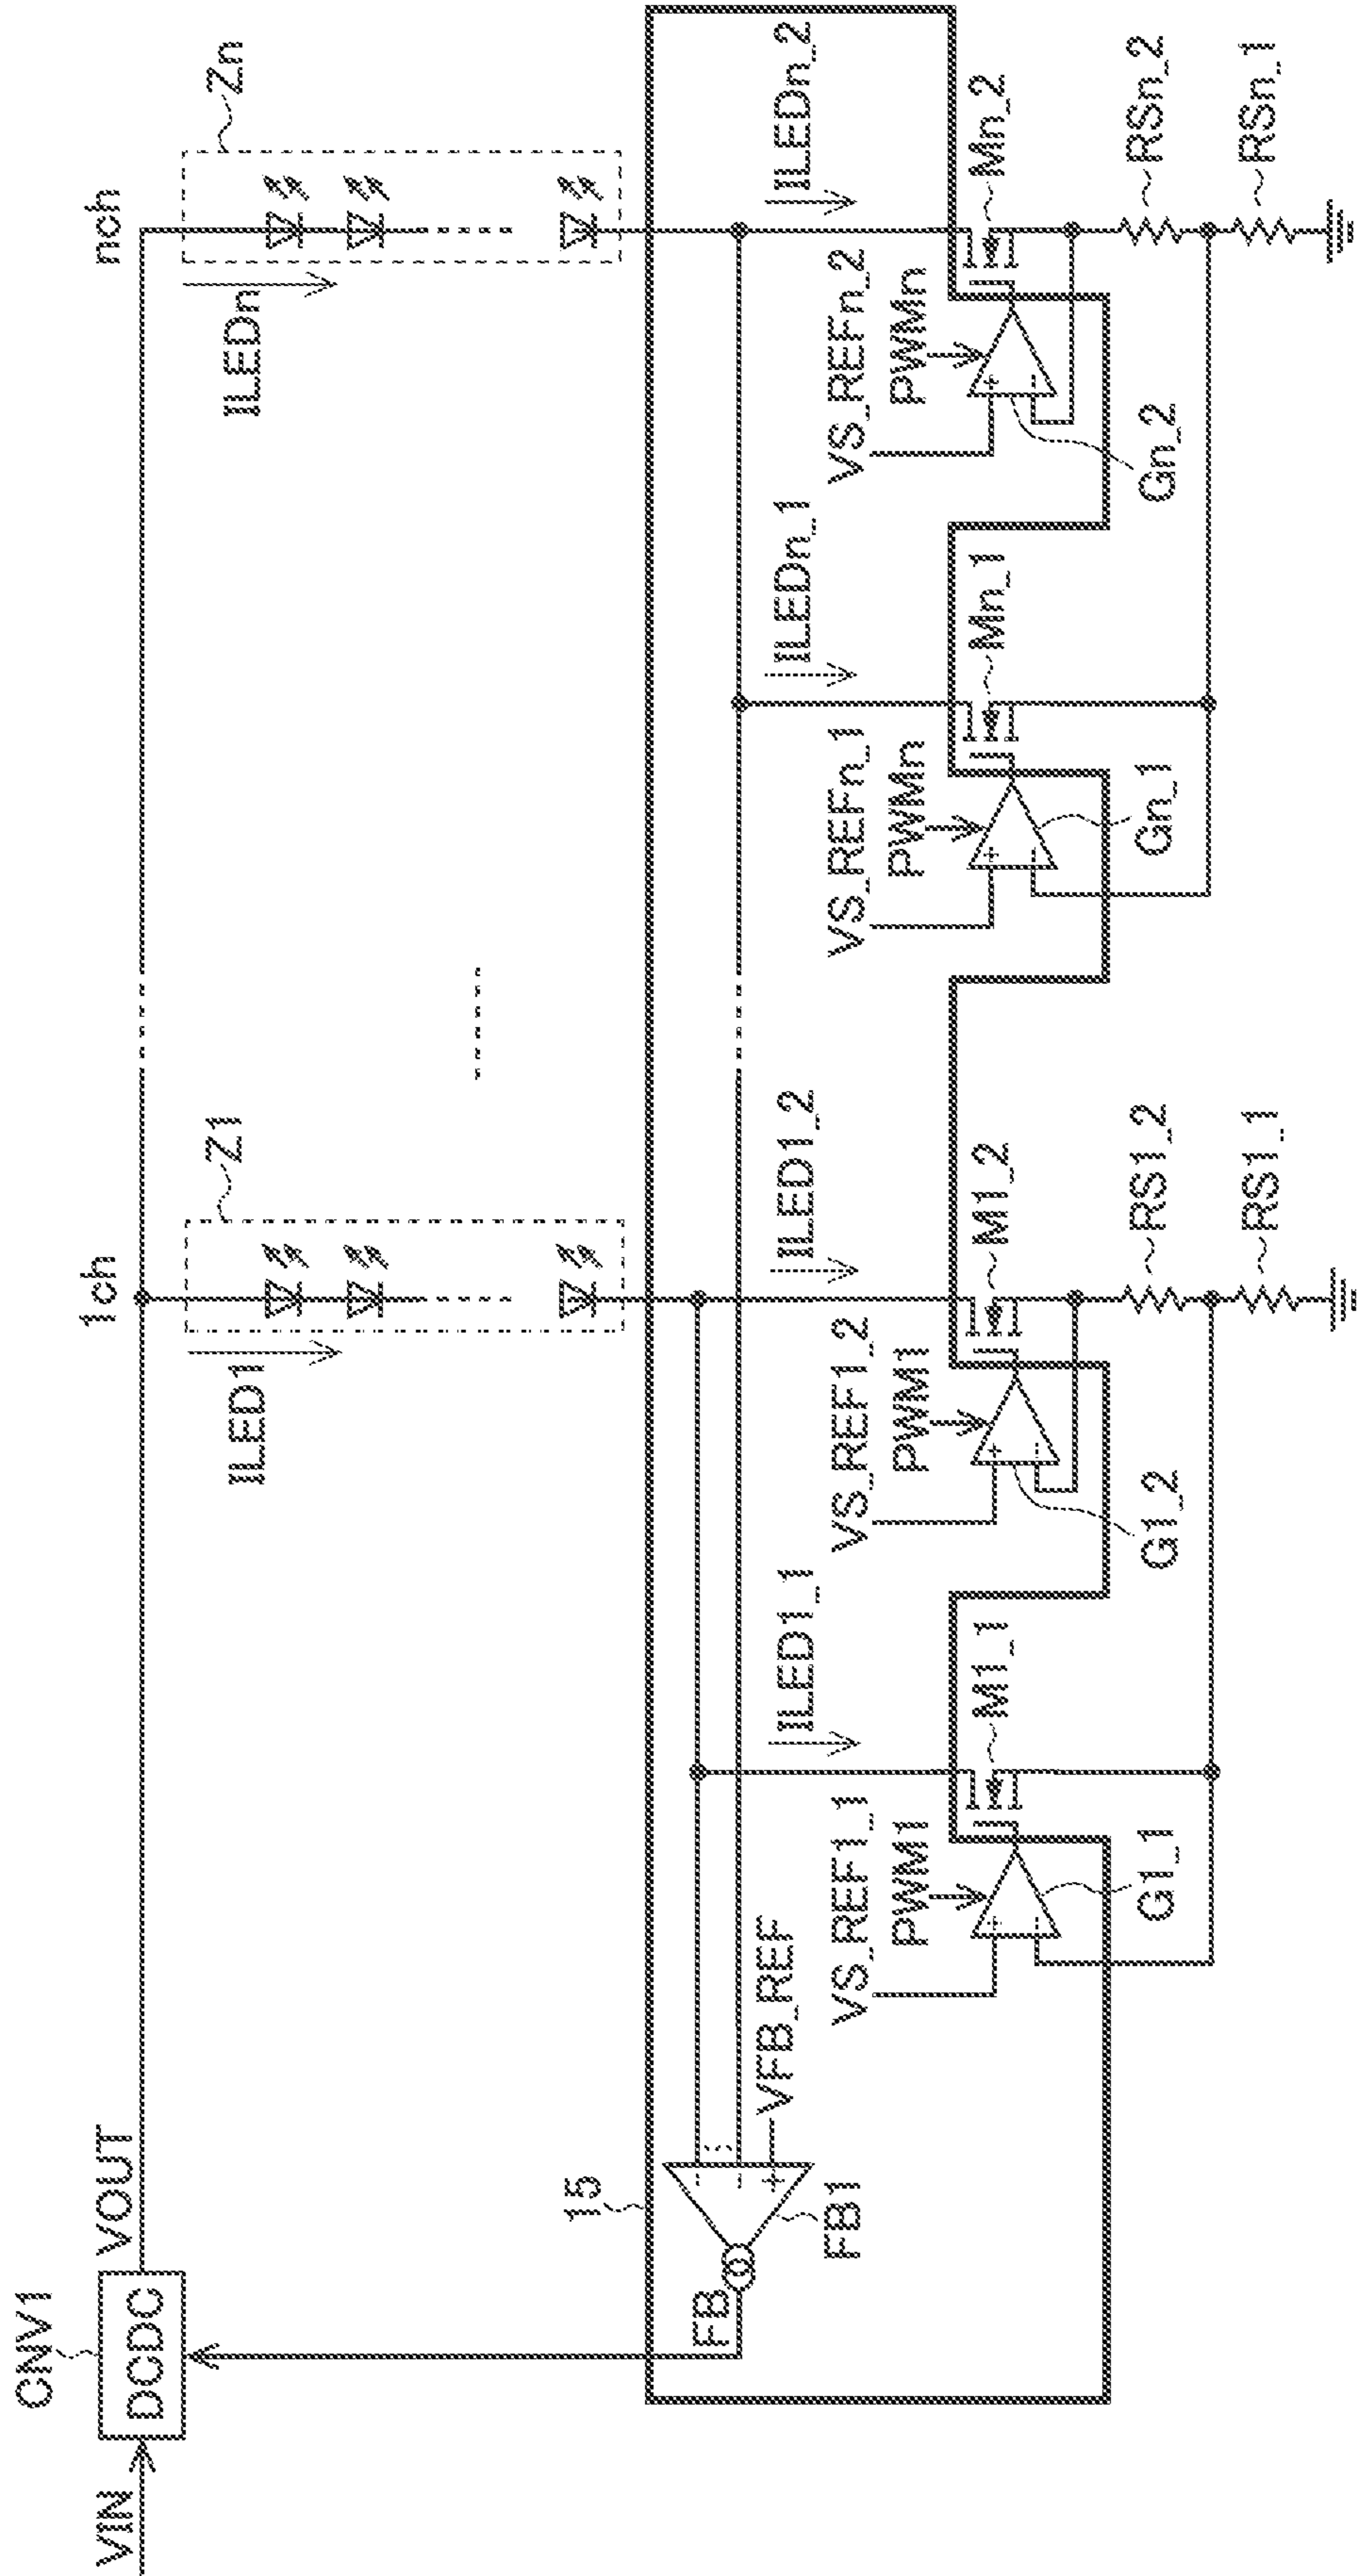 CNV1
VIN
DCDC
VOUT
1ch
nch
ILED1
Z1
ILEDn
Zn
15
FB
FB1
VFB_REF
ILED1_1
ILED1_2
ILEDn_1
ILEDn_2
VS_REF1_1
PWM1
M1_1
VS_REF1_2
PWM1
M1_2
VS_REFn_1
PWMn
Mn_1
VS_REFn_2
PWMn
Mn_2
G1_1
G1_2
RS1_2
Gn_1
Gn_2
RSn_2
RS1_1
RSn_1